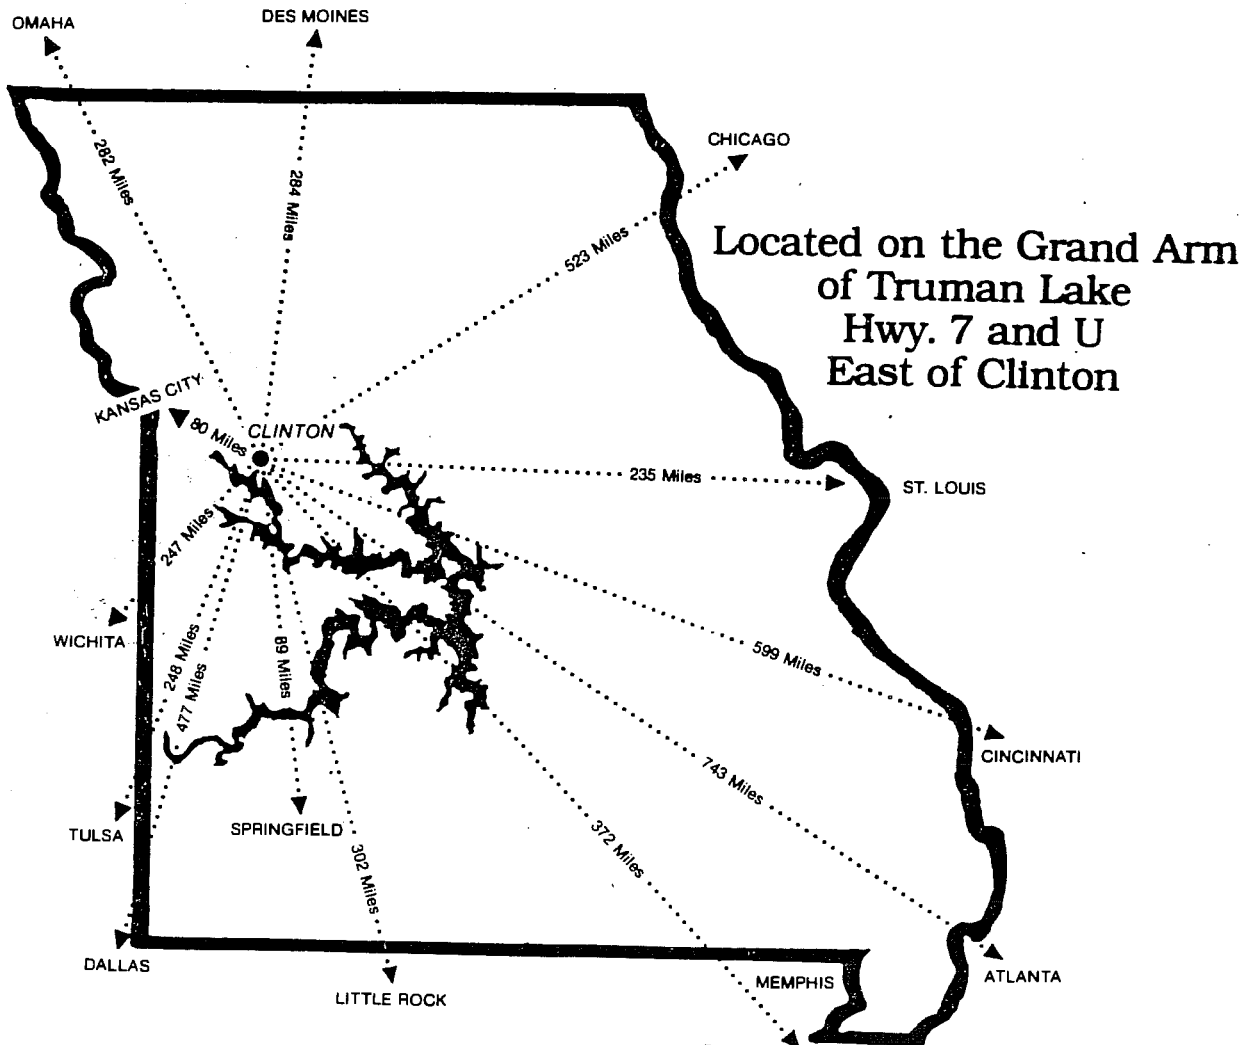 OMAHA
DES MOINES
CHICAGO
282 Miles
284 Miles
523 Miles
Located on the Grand Arm
of Truman Lake
Hwy. 7 and U
East of Clinton
KANSAS CITY
80 Miles
CLINTON
235 Miles
ST. LOUIS
247 Miles
WICHITA
248 Miles
477 Miles
89 Miles
599 Miles
CINCINNATI
743 Miles
TULSA
SPRINGFIELD
302 Miles
372 Miles
DALLAS
LITTLE ROCK
MEMPHIS
ATLANTA